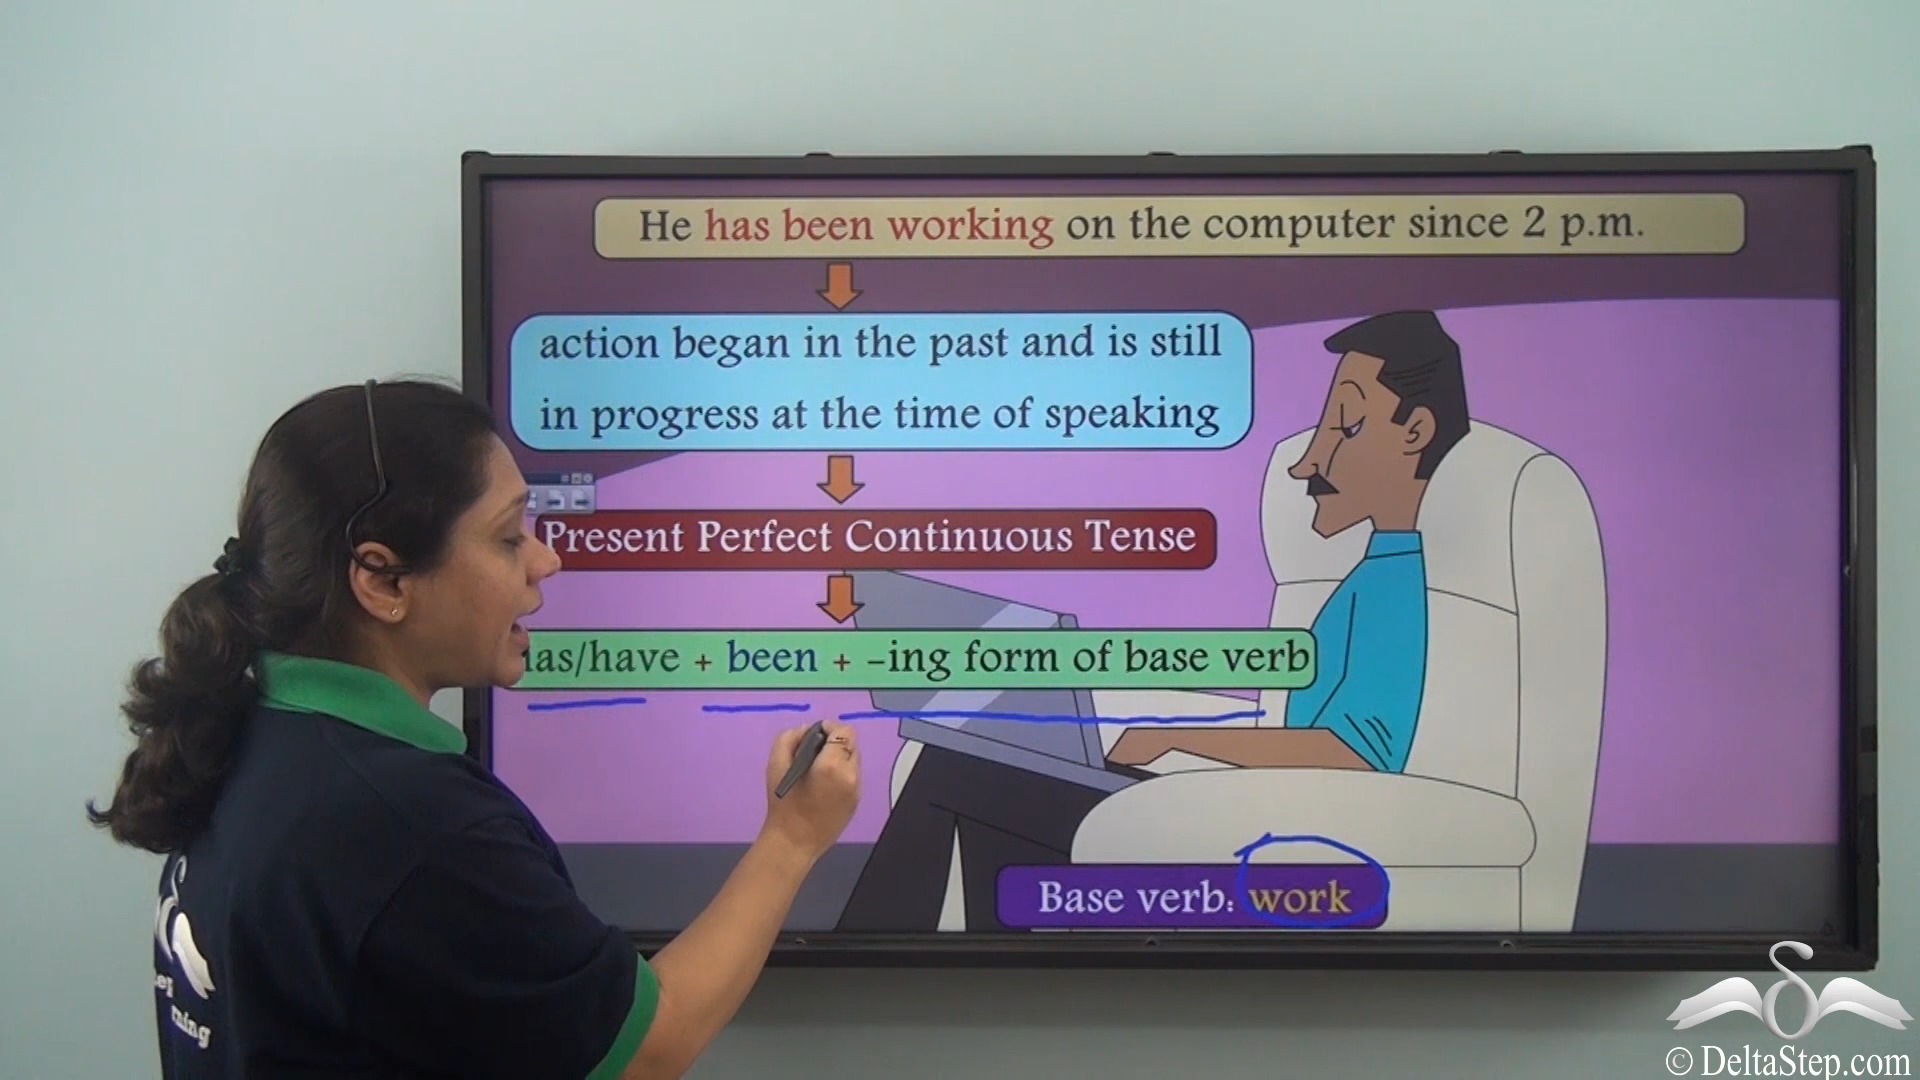 He has been working on the computer since 2 p.m.
action began in the past and is still
in progress at the time of speaking
Present Perfect Continuous Tense
has/have + been + -ing form of base verb
Base verb: work
© DeltaStep.com